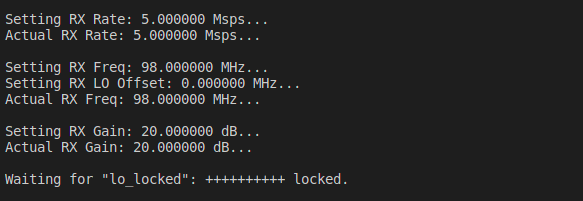 Setting RX Rate: 5.000000 Msps...
Actual RX Rate: 5.000000 Msps...
Setting RX Freq: 98.000000 MHz...
Setting RX LO Offset: 0.000000 MHz...
Actual RX Freq: 98.000000 MHz...
Setting RX Gain: 20.000000 dB...
Actual RX Gain: 20.000000 dB...
Waiting for "lo_locked": ++++++++++ locked.